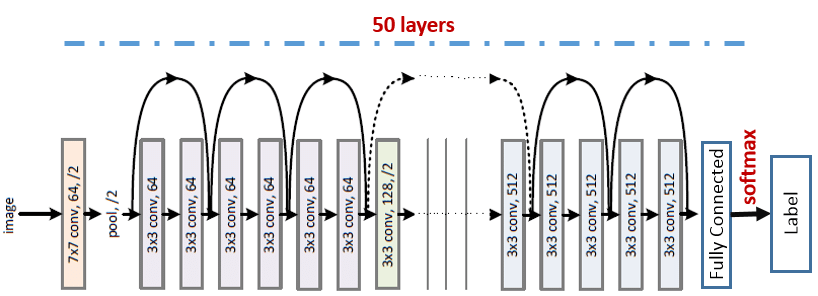 50 layers
image
7x7 conv, 64, /2
pool, /2
3x3 conv, 64
3x3 conv, 64
3x3 conv, 64
3x3 conv, 64
3x3 conv, 64
3x3 conv, 64
3x3 conv, 128, /2
3x3 conv, 512
3x3 conv, 512
3x3 conv, 512
3x3 conv, 512
3x3 conv, 512
Fully Connected
softmax
Label